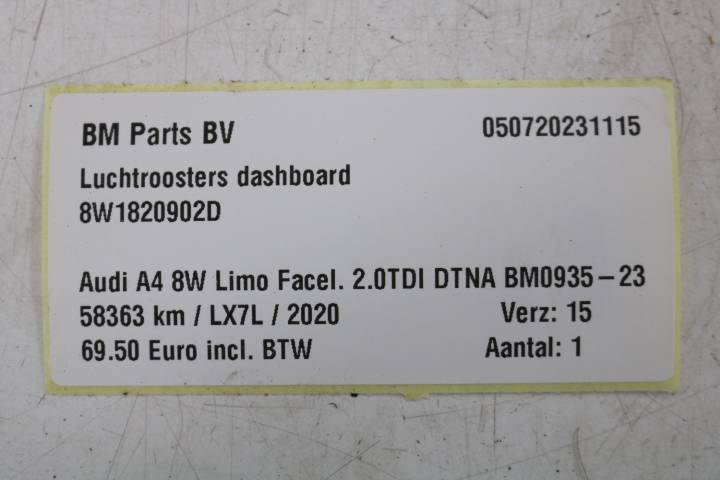 BM Parts BV 050720231115
Luchtroosters dashboard
8W1820902D
Audi A4 8W Limo Facel. 2.0TDI DTNA BM0935-23
58363 km / LX7L / 2020 Verz: 15
69.50 Euro incl. BTW Aantal: 1